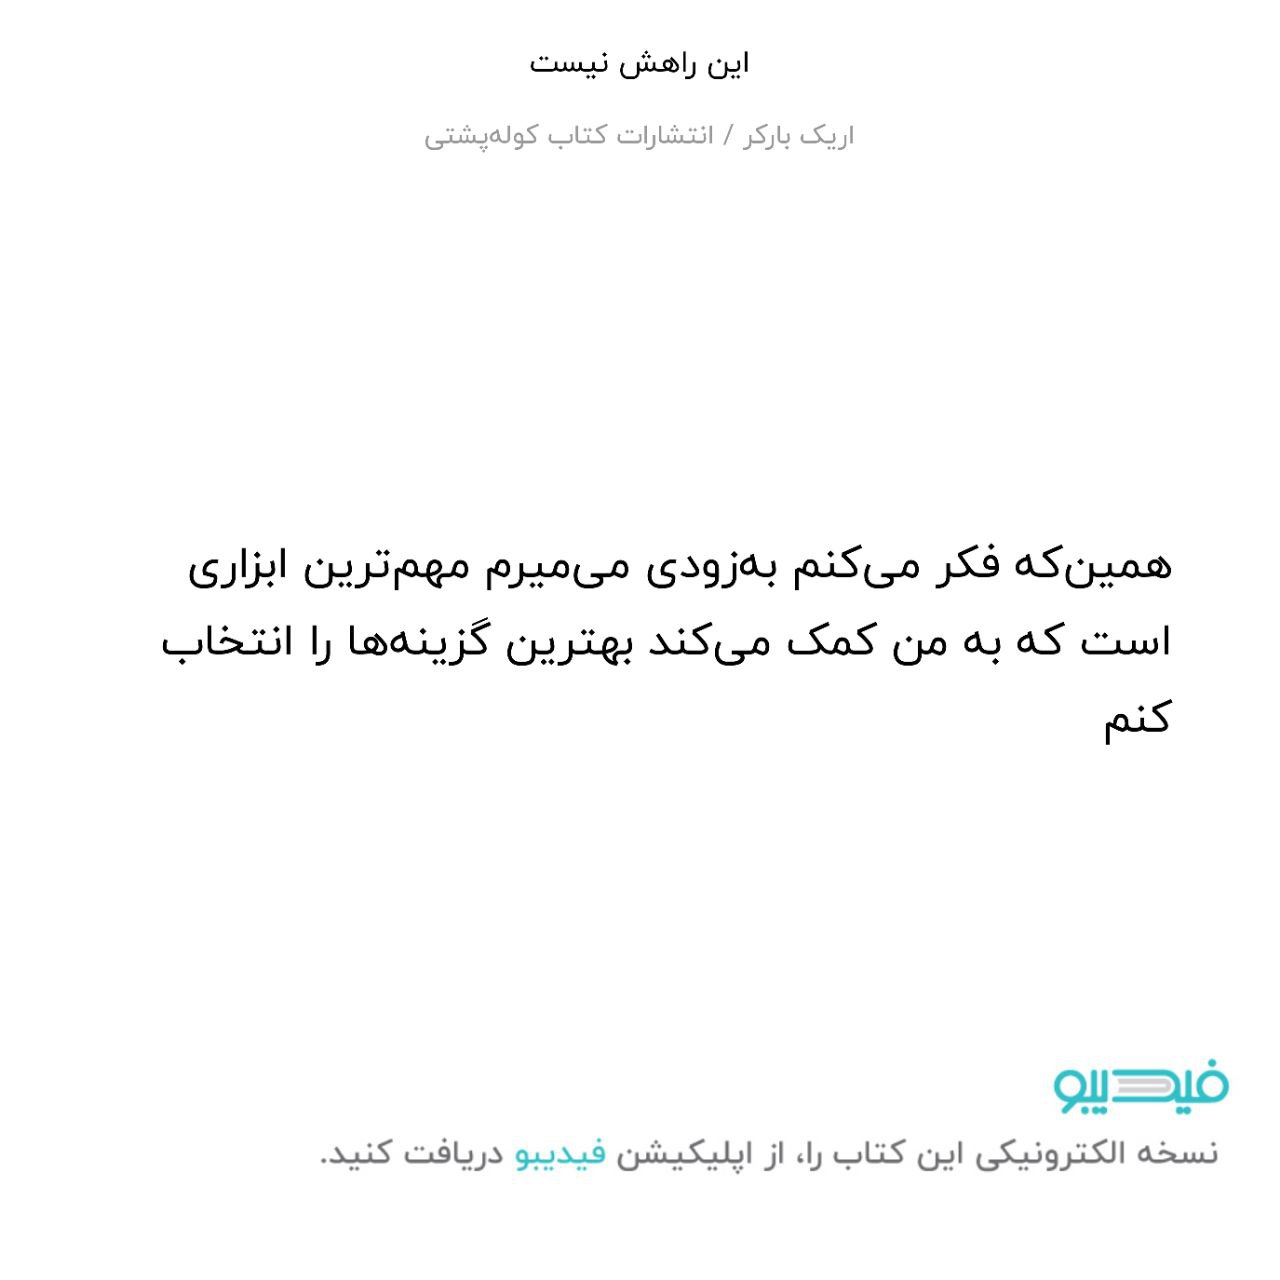 این راهش نیست
اریک بارکر / انتشارات کتاب کوله‌پشتی
همین‌که فکر می‌کنم به‌زودی می‌میرم مهم‌ترین ابزاری
است که به من کمک می‌کند بهترین گزینه‌ها را انتخاب
کنم
فیدیبو
نسخه الکترونیکی این کتاب را، از اپلیکیشن فیدیبو دریافت کنید.